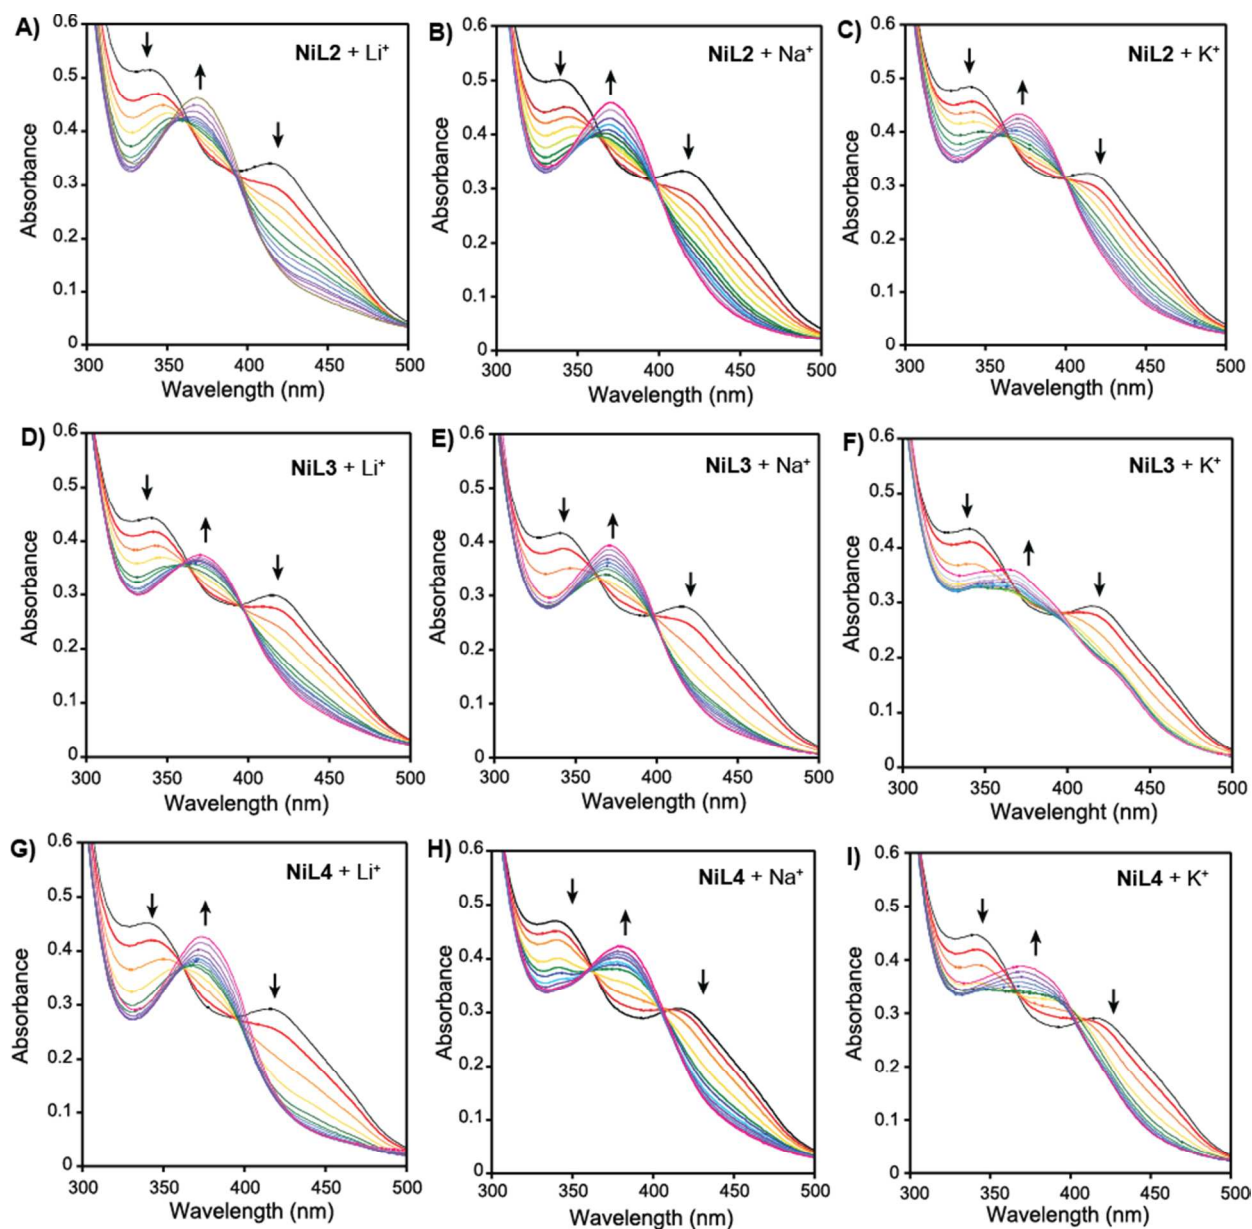 A)
NiL2 + Li⁺
Absorbance
0.6
0.5
0.4
0.3
0.2
0.1
0
300 350 400 450 500
Wavelength (nm)
B)
NiL2 + Na⁺
Absorbance
0.6
0.5
0.4
0.3
0.2
0.1
0
300 350 400 450 500
Wavelength (nm)
C)
NiL2 + K⁺
Absorbance
0.6
0.5
0.4
0.3
0.2
0.1
0
300 350 400 450 500
Wavelength (nm)
D)
NiL3 + Li⁺
Absorbance
0.6
0.5
0.4
0.3
0.2
0.1
0
300 350 400 450 500
Wavelength (nm)
E)
NiL3 + Na⁺
Absorbance
0.6
0.5
0.4
0.3
0.2
0.1
0
300 350 400 450 500
Wavelength (nm)
F)
NiL3 + K⁺
Absorbance
0.6
0.5
0.4
0.3
0.2
0.1
0
300 350 400 450 500
Wavelenght (nm)
G)
NiL4 + Li⁺
Absorbance
0.6
0.5
0.4
0.3
0.2
0.1
0
300 350 400 450 500
Wavelength (nm)
H)
NiL4 + Na⁺
Absorbance
0.6
0.5
0.4
0.3
0.2
0.1
0
300 350 400 450 500
Wavelength (nm)
I)
NiL4 + K⁺
Absorbance
0.6
0.5
0.4
0.3
0.2
0.1
0
300 350 400 450 500
Wavelength (nm)